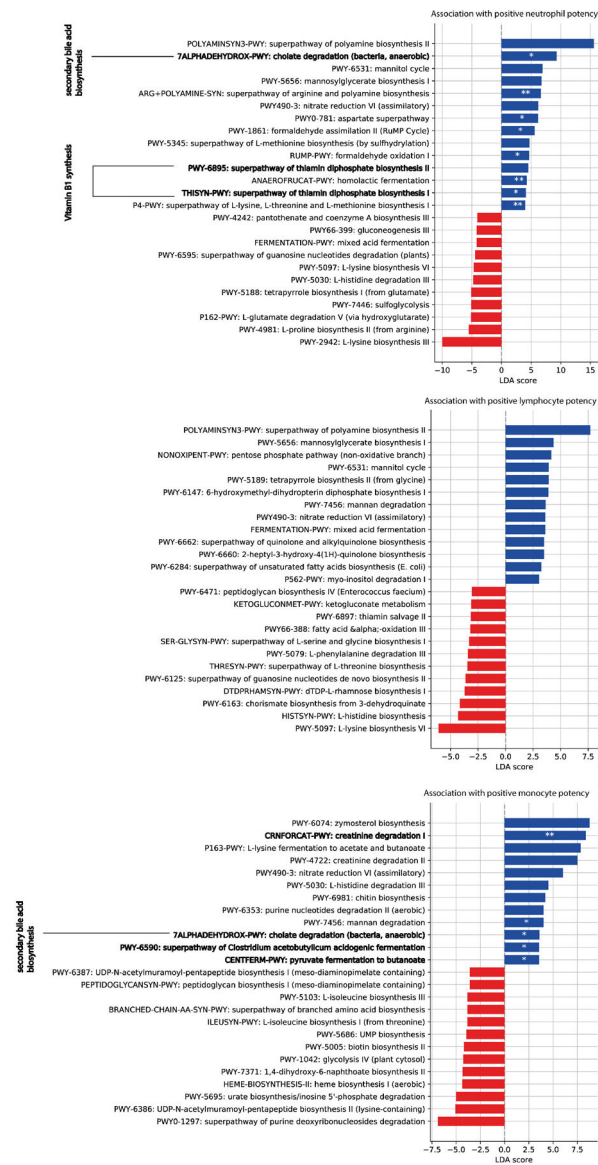 Association with positive neutrophil potency
secondary bile acid
biosynthesis
POLYAMINSYN3-PWY: superpathway of polyamine biosynthesis II
7ALPHADEHYDROX-PWY: cholate degradation (bacteria, anaerobic)
*
PWY-6531: mannitol cycle
PWY-5656: mannosylglycerate biosynthesis I
ARG+POLYAMINE-SYN: superpathway of arginine and polyamine biosynthesis
**
PWY490-3: nitrate reduction VI (assimilatory)
PWY0-781: aspartate superpathway
*
PWY-1861: formaldehyde assimilation II (RuMP Cycle)
*
PWY-5345: superpathway of L-methionine biosynthesis (by sulfhydrylation)
RUMP-PWY: formaldehyde oxidation I
*
Vitamin B1 synthesis
PWY-6895: superpathway of thiamin diphosphate biosynthesis II
ANAEROFRUCAT-PWY: homolactic fermentation
**
THISYN-PWY: superpathway of thiamin diphosphate biosynthesis I
*
P4-PWY: superpathway of L-lysine, L-threonine and L-methionine biosynthesis I
**
PWY-4242: pantothenate and coenzyme A biosynthesis III
PWY66-399: gluconeogenesis III
FERMENTATION-PWY: mixed acid fermentation
PWY-6595: superpathway of guanosine nucleotides degradation (plants)
PWY-5097: L-lysine biosynthesis VI
PWY-5030: L-histidine degradation III
PWY-5188: tetrapyrrole biosynthesis I (from glutamate)
PWY-7446: sulfoglycolysis
P162-PWY: L-glutamate degradation V (via hydroxyglutarate)
PWY-4981: L-proline biosynthesis II (from arginine)
PWY-2942: L-lysine biosynthesis III
−10 −5 0 5 10 15
LDA score
Association with positive lymphocyte potency
POLYAMINSYN3-PWY: superpathway of polyamine biosynthesis II
PWY-5656: mannosylglycerate biosynthesis I
NONOXIPENT-PWY: pentose phosphate pathway (non-oxidative branch)
PWY-6531: mannitol cycle
PWY-5189: tetrapyrrole biosynthesis II (from glycine)
PWY-6147: 6-hydroxymethyl-dihydropterin diphosphate biosynthesis I
PWY-7456: mannan degradation
PWY490-3: nitrate reduction VI (assimilatory)
FERMENTATION-PWY: mixed acid fermentation
PWY-6662: superpathway of quinolone and alkylquinolone biosynthesis
PWY-6660: 2-heptyl-3-hydroxy-4(1H)-quinolone biosynthesis
PWY-6284: superpathway of unsaturated fatty acids biosynthesis (E. coli)
P562-PWY: myo-inositol degradation I
PWY-6471: peptidoglycan biosynthesis IV (Enterococcus faecium)
KETOGLUCONMET-PWY: ketogluconate metabolism
PWY-6897: thiamin salvage II
PWY66-388: fatty acid &alpha;-oxidation III
SER-GLYSYN-PWY: superpathway of L-serine and glycine biosynthesis I
PWY-5079: L-phenylalanine degradation III
THRESYN-PWY: superpathway of L-threonine biosynthesis
PWY-6125: superpathway of guanosine nucleotides de novo biosynthesis II
DTDPRHAMSYN-PWY: dTDP-L-rhamnose biosynthesis I
PWY-6163: chorismate biosynthesis from 3-dehydroquinate
HISTSYN-PWY: L-histidine biosynthesis
PWY-5097: L-lysine biosynthesis VI
−5.0 −2.5 0.0 2.5 5.0 7.5
LDA score
Association with positive monocyte potency
PWY-6074: zymosterol biosynthesis
CRNFORCAT-PWY: creatinine degradation I
**
P163-PWY: L-lysine fermentation to acetate and butanoate
PWY-4722: creatinine degradation II
PWY490-3: nitrate reduction VI (assimilatory)
PWY-5030: L-histidine degradation III
PWY-6981: chitin biosynthesis
PWY-6353: purine nucleotides degradation II (aerobic)
PWY-7456: mannan degradation
*
secondary bile acid
biosynthesis
7ALPHADEHYDROX-PWY: cholate degradation (bacteria, anaerobic)
*
PWY-6590: superpathway of Clostridium acetobutylicum acidogenic fermentation
*
CENTFERM-PWY: pyruvate fermentation to butanoate
*
PWY-6387: UDP-N-acetylmuramoyl-pentapeptide biosynthesis I (meso-diaminopimelate containing)
PEPTIDOGLYCANSYN-PWY: peptidoglycan biosynthesis I (meso-diaminopimelate containing)
PWY-5103: L-isoleucine biosynthesis III
BRANCHED-CHAIN-AA-SYN-PWY: superpathway of branched amino acid biosynthesis
ILEUSYN-PWY: L-isoleucine biosynthesis I (from threonine)
PWY-5686: UMP biosynthesis
PWY-5005: biotin biosynthesis II
PWY-1042: glycolysis IV (plant cytosol)
PWY-7371: 1,4-dihydroxy-6-naphthoate biosynthesis II
HEME-BIOSYNTHESIS-II: heme biosynthesis I (aerobic)
PWY-5695: urate biosynthesis/inosine 5'-phosphate degradation
PWY-6386: UDP-N-acetylmuramoyl-pentapeptide biosynthesis II (lysine-containing)
PWY0-1297: superpathway of purine deoxyribonucleosides degradation
−7.5 −5.0 −2.5 0.0 2.5 5.0 7.5
LDA score